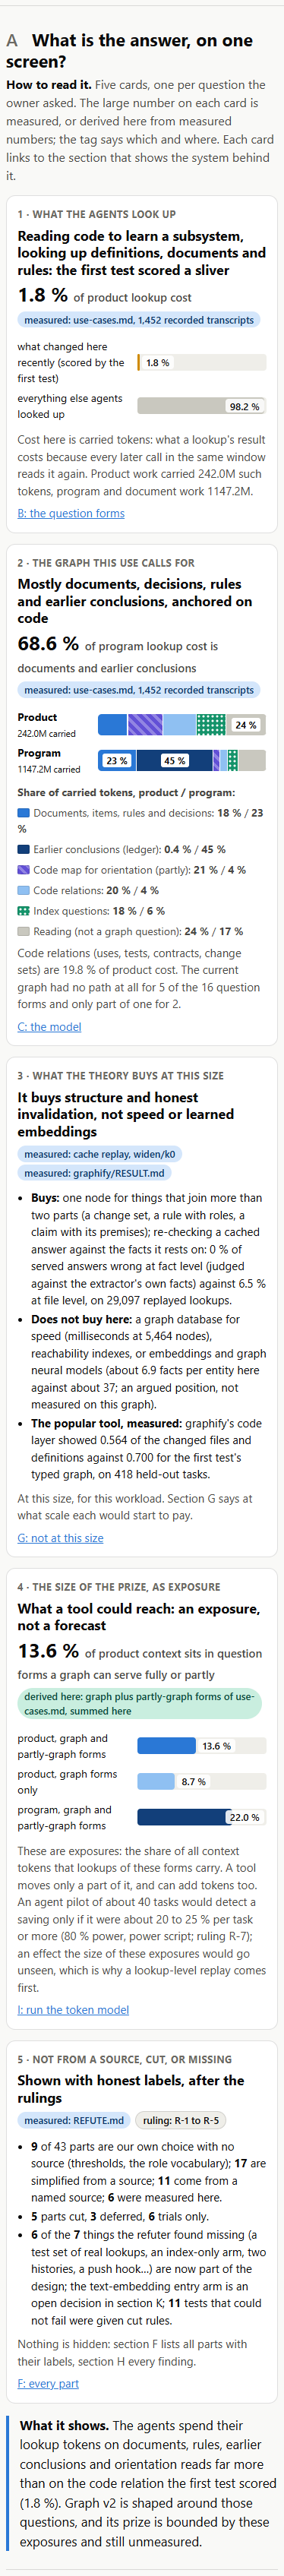 A What is the answer, on one
screen?
How to read it. Five cards, one per question the
owner asked. The large number on each card is
measured, or derived here from measured
numbers; the tag says which and where. Each card
links to the section that shows the system behind
it.
1 · WHAT THE AGENTS LOOK UP
Reading code to learn a subsystem,
looking up definitions, documents and
rules: the first test scored a sliver
1.8 % of product lookup cost
measured: use-cases.md, 1,452 recorded transcripts
what changed here
recently (scored by the
first test)
1.8 %
everything else agents
looked up
98.2 %
Cost here is carried tokens: what a lookup's result
costs because every later call in the same window
reads it again. Product work carried 242.0M such
tokens, program and document work 1147.2M.
B: the question forms
2 · THE GRAPH THIS USE CALLS FOR
Mostly documents, decisions, rules
and earlier conclusions, anchored on
code
68.6 % of program lookup cost is
documents and earlier conclusions
measured: use-cases.md, 1,452 recorded transcripts
Product
242.0M carried
24 %
Program
1147.2M carried
23 % 45 %
Share of carried tokens, product / program:
Documents, items, rules and decisions: 18 % / 23
%
Earlier conclusions (ledger): 0.4 % / 45 %
Code map for orientation (partly): 21 % / 4 %
Code relations: 20 % / 4 %
Index questions: 18 % / 6 %
Reading (not a graph question): 24 % / 17 %
Code relations (uses, tests, contracts, change
sets) are 19.8 % of product cost. The current
graph had no path at all for 5 of the 16 question
forms and only part of one for 2.
C: the model
3 · WHAT THE THEORY BUYS AT THIS SIZE
It buys structure and honest
invalidation, not speed or learned
embeddings
measured: cache replay, widen/k0
measured: graphify/RESULT.md
• Buys: one node for things that join more than
two parts (a change set, a rule with roles, a
claim with its premises); re-checking a cached
answer against the facts it rests on: 0 % of
served answers wrong at fact level (judged
against the extractor's own facts) against 6.5 %
at file level, on 29,097 replayed lookups.
• Does not buy here: a graph database for
speed (milliseconds at 5,464 nodes),
reachability indexes, or embeddings and graph
neural models (about 6.9 facts per entity here
against about 37; an argued position, not
measured on this graph).
• The popular tool, measured: graphify's code
layer showed 0.564 of the changed files and
definitions against 0.700 for the first test's
typed graph, on 418 held-out tasks.
At this size, for this workload. Section G says at
what scale each would start to pay.
G: not at this size
4 · THE SIZE OF THE PRIZE, AS EXPOSURE
What a tool could reach: an exposure,
not a forecast
13.6 % of product context sits in question
forms a graph can serve fully or partly
derived here: graph plus partly-graph forms of use-
cases.md, summed here
product, graph and
partly-graph forms
13.6 %
product, graph forms
only
8.7 %
program, graph and
partly-graph forms
22.0 %
These are exposures: the share of all context
tokens that lookups of these forms carry. A tool
moves only a part of it, and can add tokens too.
An agent pilot of about 40 tasks would detect a
saving only if it were about 20 to 25 % per task
or more (80 % power, power script; ruling R-7);
an effect the size of these exposures would go
unseen, which is why a lookup-level replay comes
first.
I: run the token model
5 · NOT FROM A SOURCE, CUT, OR MISSING
Shown with honest labels, after the
rulings
measured: REFUTE.md ruling: R-1 to R-5
• 9 of 43 parts are our own choice with no
source (thresholds, the role vocabulary); 17 are
simplified from a source; 11 come from a
named source; 6 were measured here.
• 5 parts cut, 3 deferred, 6 trials only.
• 6 of the 7 things the refuter found missing (a
test set of real lookups, an index-only arm, two
histories, a push hook...) are now part of the
design; the text-embedding entry arm is an
open decision in section K; 11 tests that could
not fail were given cut rules.
Nothing is hidden: section F lists all parts with
their labels, section H every finding.
F: every part
What it shows. The agents spend their
lookup tokens on documents, rules, earlier
conclusions and orientation reads far more
than on the code relation the first test scored
(1.8 %). Graph v2 is shaped around those
questions, and its prize is bounded by these
exposures and still unmeasured.